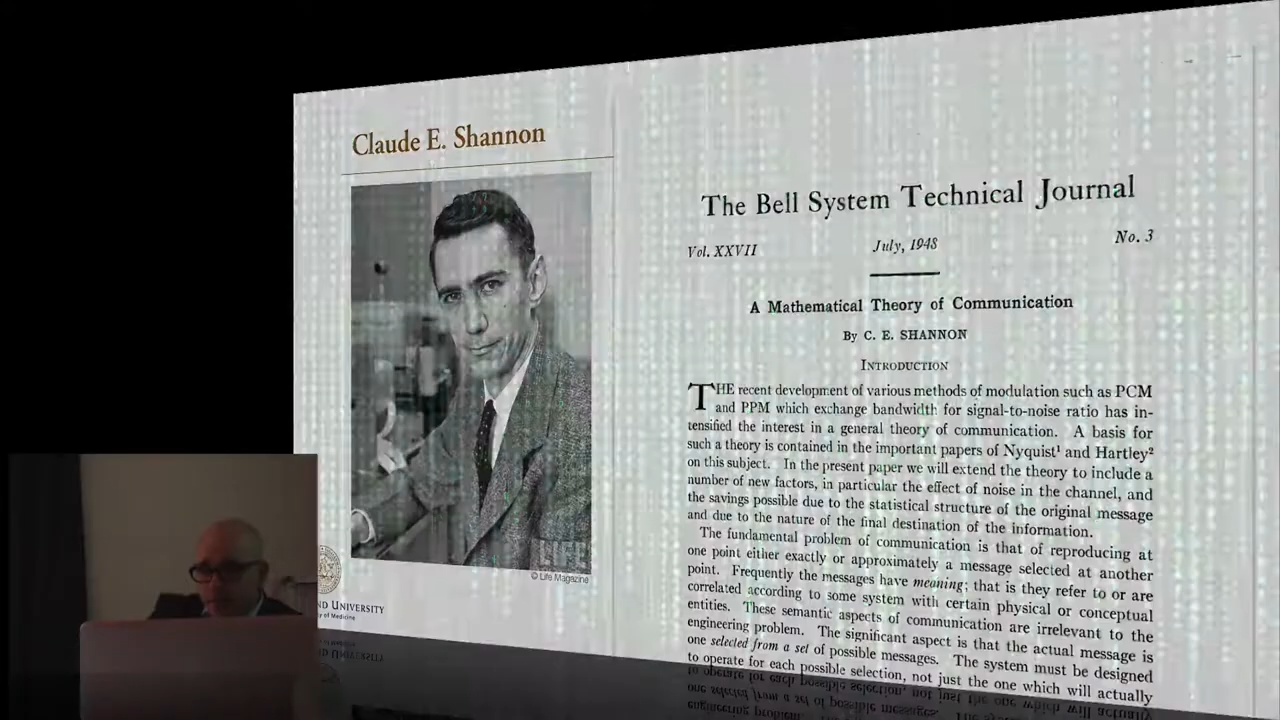 Claude E. Shannon
LIFE
© Life Magazine
ND UNIVERSITY
y of Medicine
The Bell System Technical Journal
Vol. XXVII
July, 1948
No. 3
A Mathematical Theory of Communication
By C. E. SHANNON
INTRODUCTION
THE recent development of various methods of modulation such as PCM
and PPM which exchange bandwidth for signal-to-noise ratio has in-
tensified the interest in a general theory of communication. A basis for
such a theory is contained in the important papers of Nyquist¹ and Hartley²
on this subject. In the present paper we will extend the theory to include a
number of new factors, in particular the effect of noise in the channel, and
the savings possible due to the statistical structure of the original message
and due to the nature of the final destination of the information.
The fundamental problem of communication is that of reproducing at
one point either exactly or approximately a message selected at another
point. Frequently the messages have meaning; that is they refer to or are
correlated according to some system with certain physical or conceptual
entities. These semantic aspects of communication are irrelevant to the
engineering problem. The significant aspect is that the actual message is
one selected from a set of possible messages. The system must be designed
to operate for each possible selection, not just the one which will actually